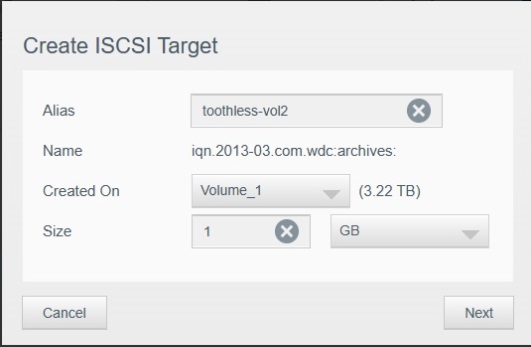 Create ISCSI Target
Alias toothless-vol2
Name iqn.2013-03.com.wdc:archives:
Created On Volume_1 (3.22 TB)
Size 1 GB
Cancel Next